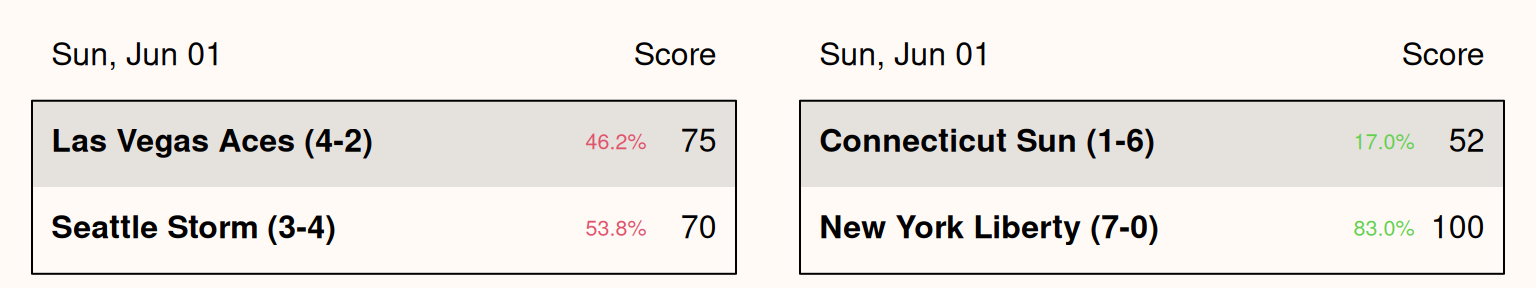 Sun, Jun 01 Score
Las Vegas Aces (4-2) 46.2% 75
Seattle Storm (3-4) 53.8% 70
Sun, Jun 01 Score
Connecticut Sun (1-6) 17.0% 52
New York Liberty (7-0) 83.0% 100